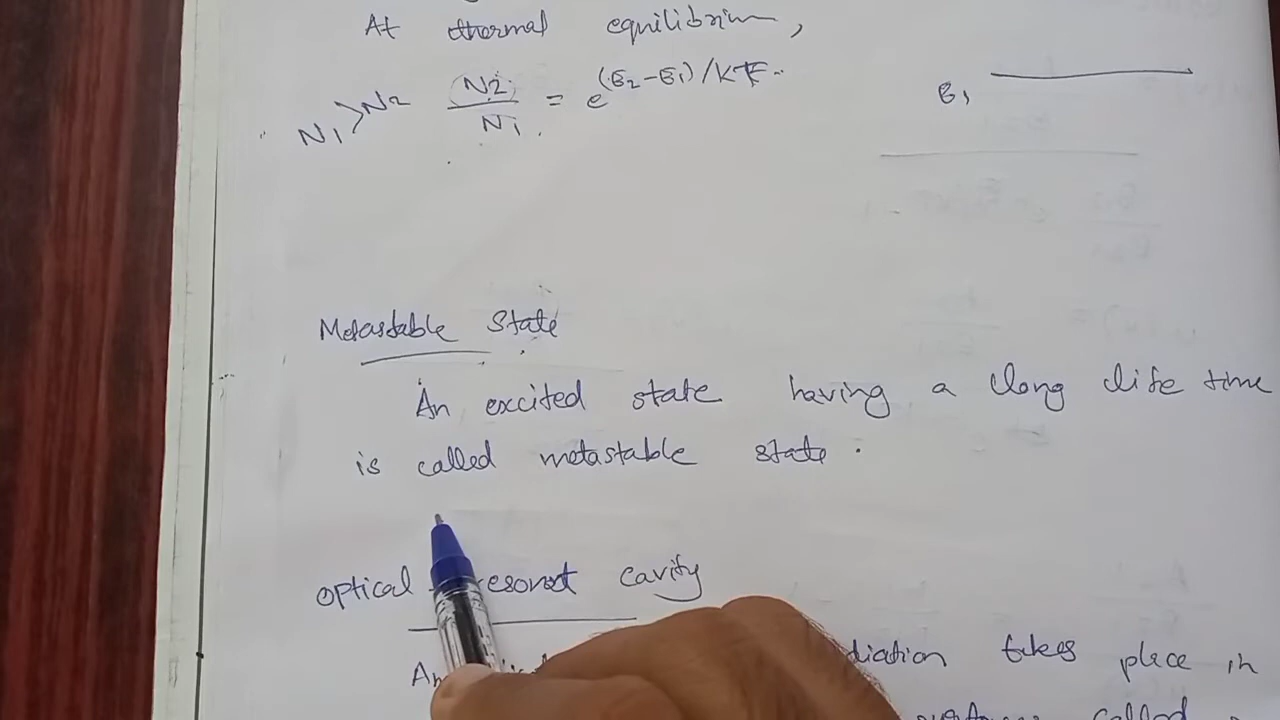 At thermal equilibrium,
N1 > N2 N2/N1 = e^(E2-E1)/KT
E1
Metastable State
An excited state having a long life time
is called metastable state.
optical cavity
diation takes place in
called